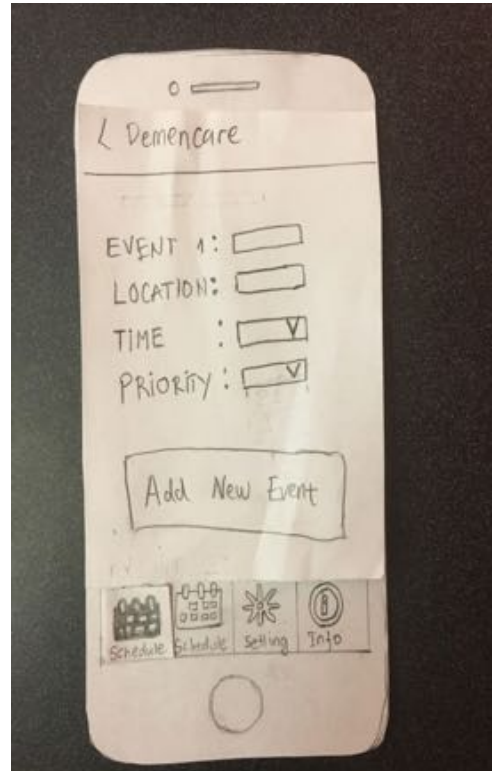 < Demencare
EVENT 1:
LOCATION:
TIME :
PRIORITY :
Add New Event
Schedule Schedule Setting Info